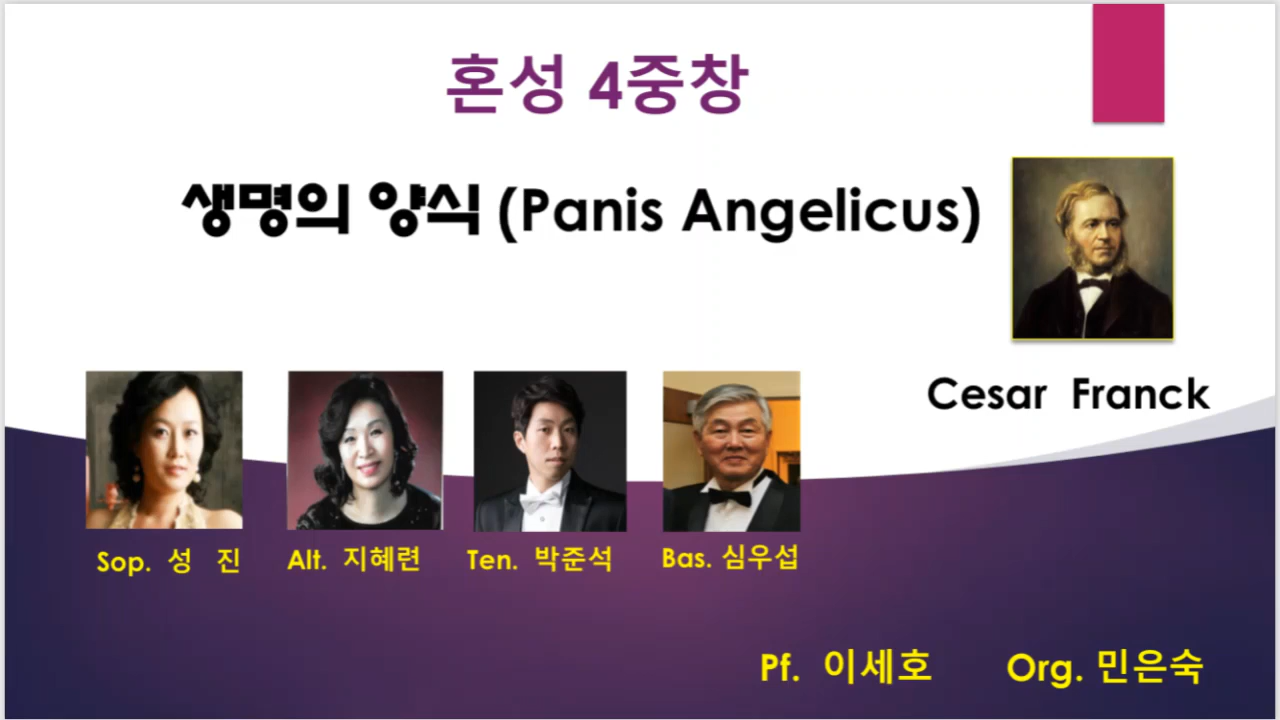 혼성 4중창
생명의 양식 (Panis Angelicus)
Cesar Franck
Sop. 성 진 Alt. 지혜련 Ten. 박준석 Bas. 심우섭
Pf. 이세호 Org. 민은숙